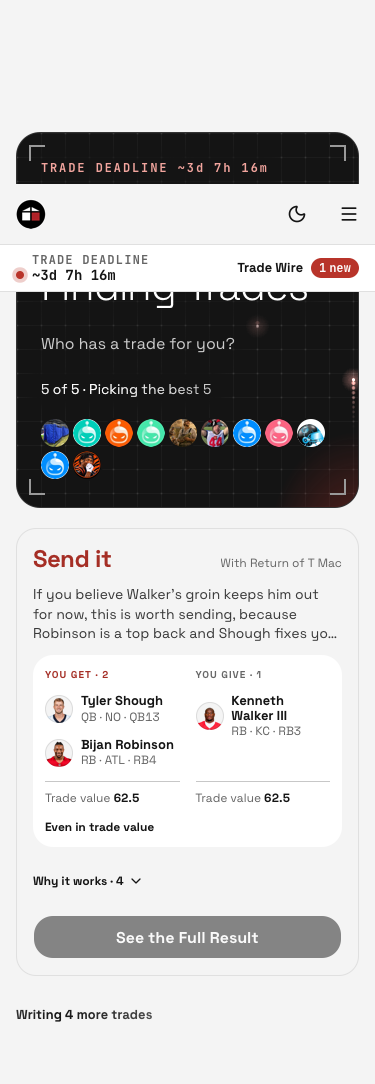 TRADE DEADLINE ~3d 7h 16m
TRADE DEADLINE
~3d 7h 16m
Trade Wire
1 new
Finding Trades
Who has a trade for you?
5 of 5 · Picking the best 5
Send it
With Return of T Mac
If you believe Walker's groin keeps him out
for now, this is worth sending, because
Robinson is a top back and Shough fixes yo…
YOU GET · 2
Tyler Shough
QB · NO · QB13
Bijan Robinson
RB · ATL · RB4
Trade value 62.5
YOU GIVE · 1
Kenneth
Walker III
RB · KC · RB3
Trade value 62.5
Even in trade value
Why it works · 4
See the Full Result
Writing 4 more trades